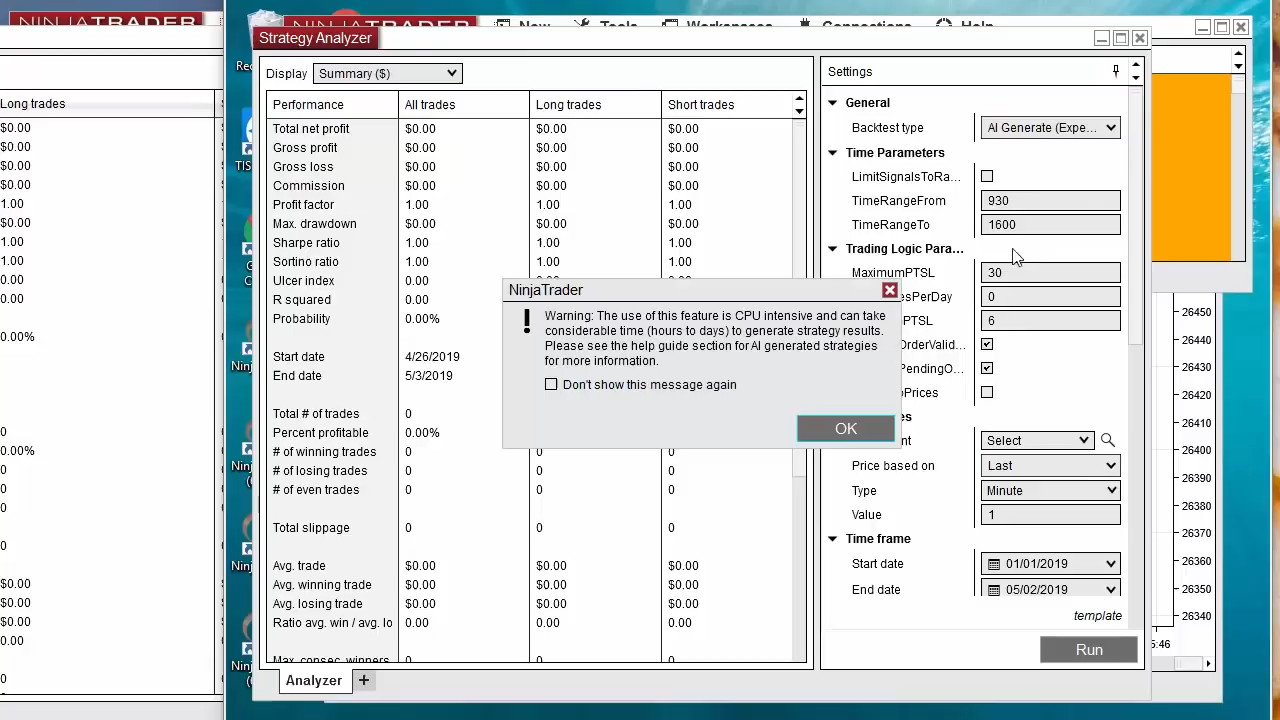 NINJATRADER
NINJATRADER
New
Tools
Workspaces
Connections
Help
Strategy Analyzer
Display
Summary ($)
Settings
Long trades
$0.00
$0.00
$0.00
$0.00
1.00
$0.00
1.00
1.00
0.00
0.00
0.00%
0
0.00%
0
0
0
0
$0.00
$0.00
$0.00
0.00
0
Performance All trades Long trades Short trades
Total net profit $0.00 $0.00 $0.00
Gross profit $0.00 $0.00 $0.00
Gross loss $0.00 $0.00 $0.00
Commission $0.00 $0.00 $0.00
Profit factor 1.00 1.00 1.00
Max. drawdown $0.00 $0.00 $0.00
Sharpe ratio 1.00 1.00 1.00
Sortino ratio 1.00 1.00 1.00
Ulcer index 0.00
R squared 0.00
Probability 0.00%
Start date 4/26/2019
End date 5/3/2019
Total # of trades 0
Percent profitable 0.00%
# of winning trades 0 0 0
# of losing trades 0 0 0
# of even trades 0 0 0
Total slippage 0 0 0
Avg. trade $0.00 $0.00 $0.00
Avg. winning trade $0.00 $0.00 $0.00
Avg. losing trade $0.00 $0.00 $0.00
Ratio avg. win / avg. lo 0.00 0.00 0.00
Max. consec. winners 0 0 0
Analyzer +
General
Backtest type AI Generate (Expe...
Time Parameters
LimitSignalsToRa...
TimeRangeFrom 930
TimeRangeTo 1600
Trading Logic Para...
MaximumPTSL 30
esPerDay 0
PTSL 6
OrderValid...
PendingO...
oPrices
es
nt Select
Price based on Last
Type Minute
Value 1
Time frame
Start date 01/01/2019
End date 05/02/2019
template
Run
NinjaTrader
Warning: The use of this feature is CPU intensive and can take
considerable time (hours to days) to generate strategy results.
Please see the help guide section for AI generated strategies
for more information.
Don't show this message again
OK
Rec
TIS
Ninj
Ninj
Ninj
Ninj
26450
26440
26430
26420
26410
26400
26390
26380
26370
26360
26350
26340
5:46